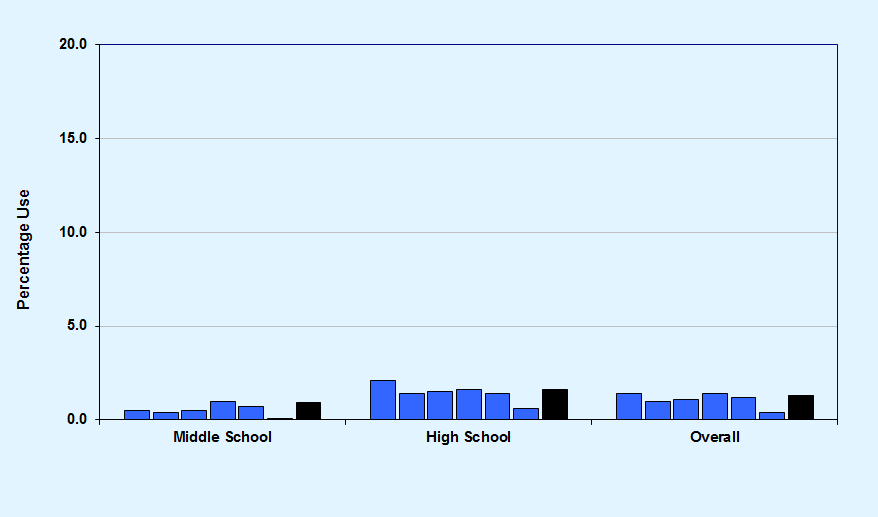 20.0
15.0
10.0
5.0
0.0
Percentage Use
Middle School
High School
Overall